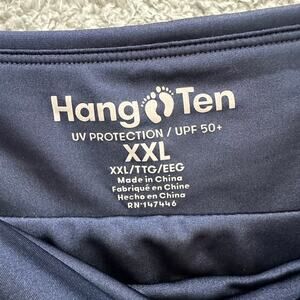 Hang Ten
UV PROTECTION / UPF 50+
XXL
XXL/TTG/EEG
Made in China
Fabriqué en Chine
Hecho en China
RN°147446